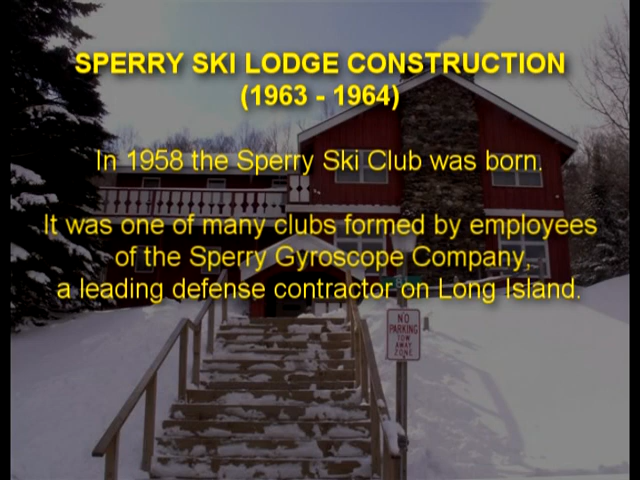 SPERRY SKI LODGE CONSTRUCTION
(1963 - 1964)
In 1958 the Sperry Ski Club was born.
It was one of many clubs formed by employees
of the Sperry Gyroscope Company,
a leading defense contractor on Long Island.
NO
PARKING
TOW
AWAY
ZONE